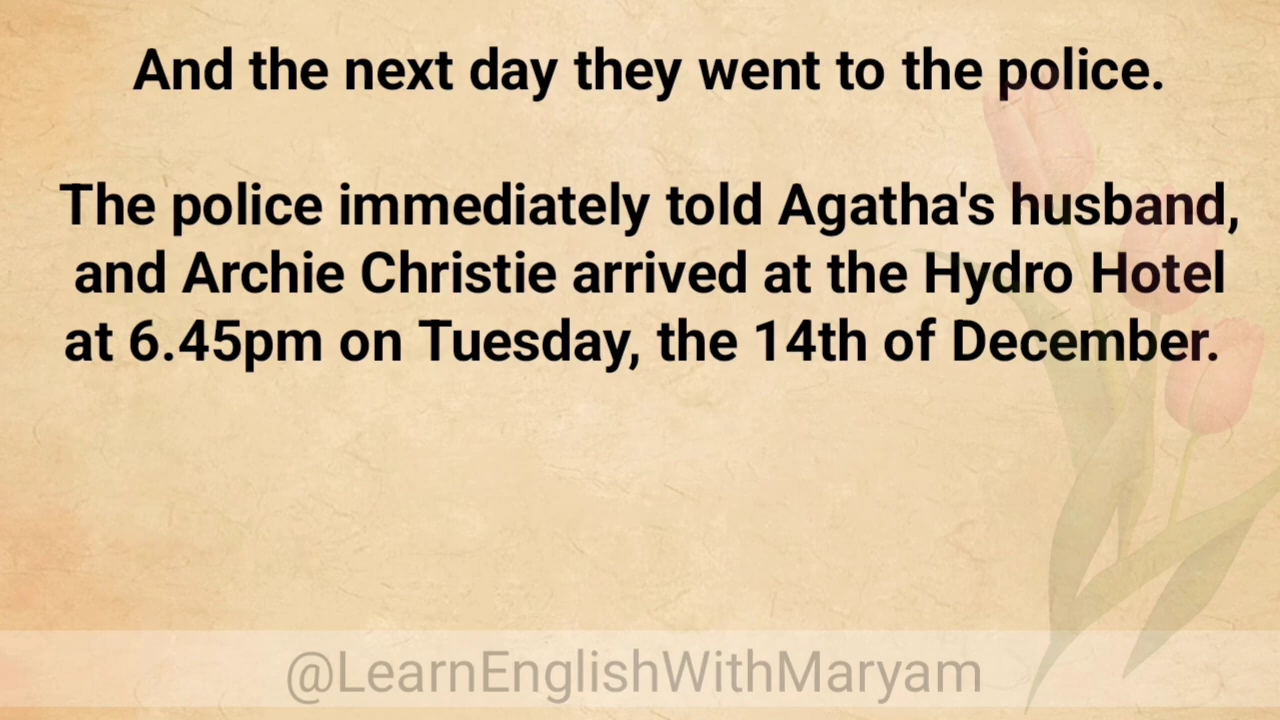 And the next day they went to the police.
The police immediately told Agatha's husband,
and Archie Christie arrived at the Hydro Hotel
at 6.45pm on Tuesday, the 14th of December.
@LearnEnglishWithMaryam